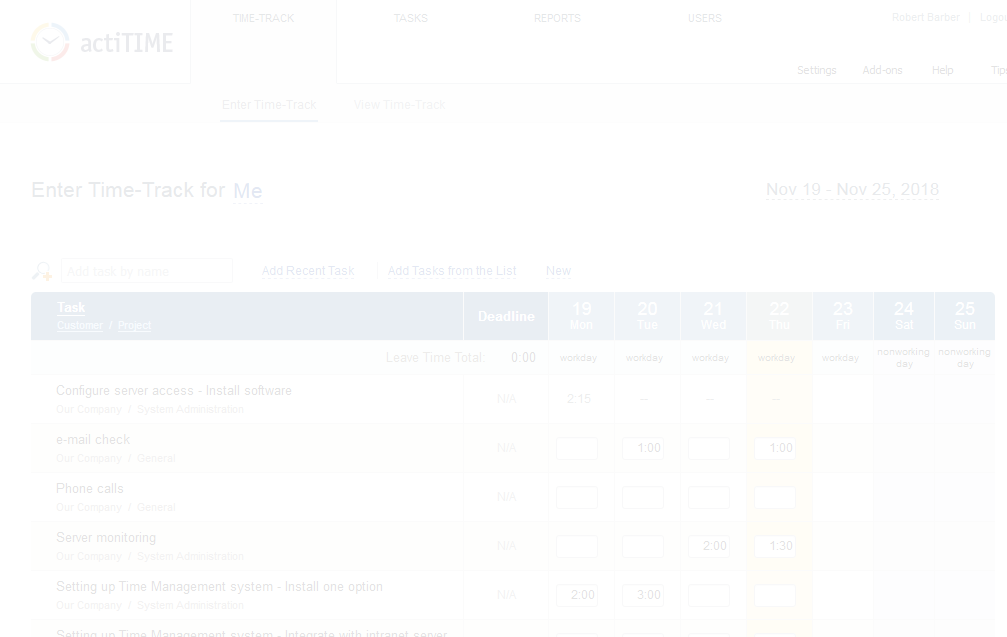 actiTIME
TIME-TRACK TASKS REPORTS USERS
Robert Barber | Logou
Settings Add-ons Help Tips
Enter Time-Track View Time-Track
Enter Time-Track for Me
Nov 19 - Nov 25, 2018
Add task by name Add Recent Task Add Tasks from the List New
Task
Customer / Project
Deadline
19 20 21 22 23 24 25
Mon Tue Wed Thu Fri Sat Sun
Leave Time Total: 0:00 workday workday workday workday workday nonworking day nonworking day
Configure server access - Install software
Our Company / System Administration
N/A 2:15 – – –
e-mail check
Our Company / General
N/A 1:00 1:00
Phone calls
Our Company / General
N/A
Server monitoring
Our Company / System Administration
N/A 2:00 1:30
Setting up Time Management system - Install one option
Our Company / System Administration
N/A 2:00 3:00
Setting up Time Management system - Integrate with intranet server